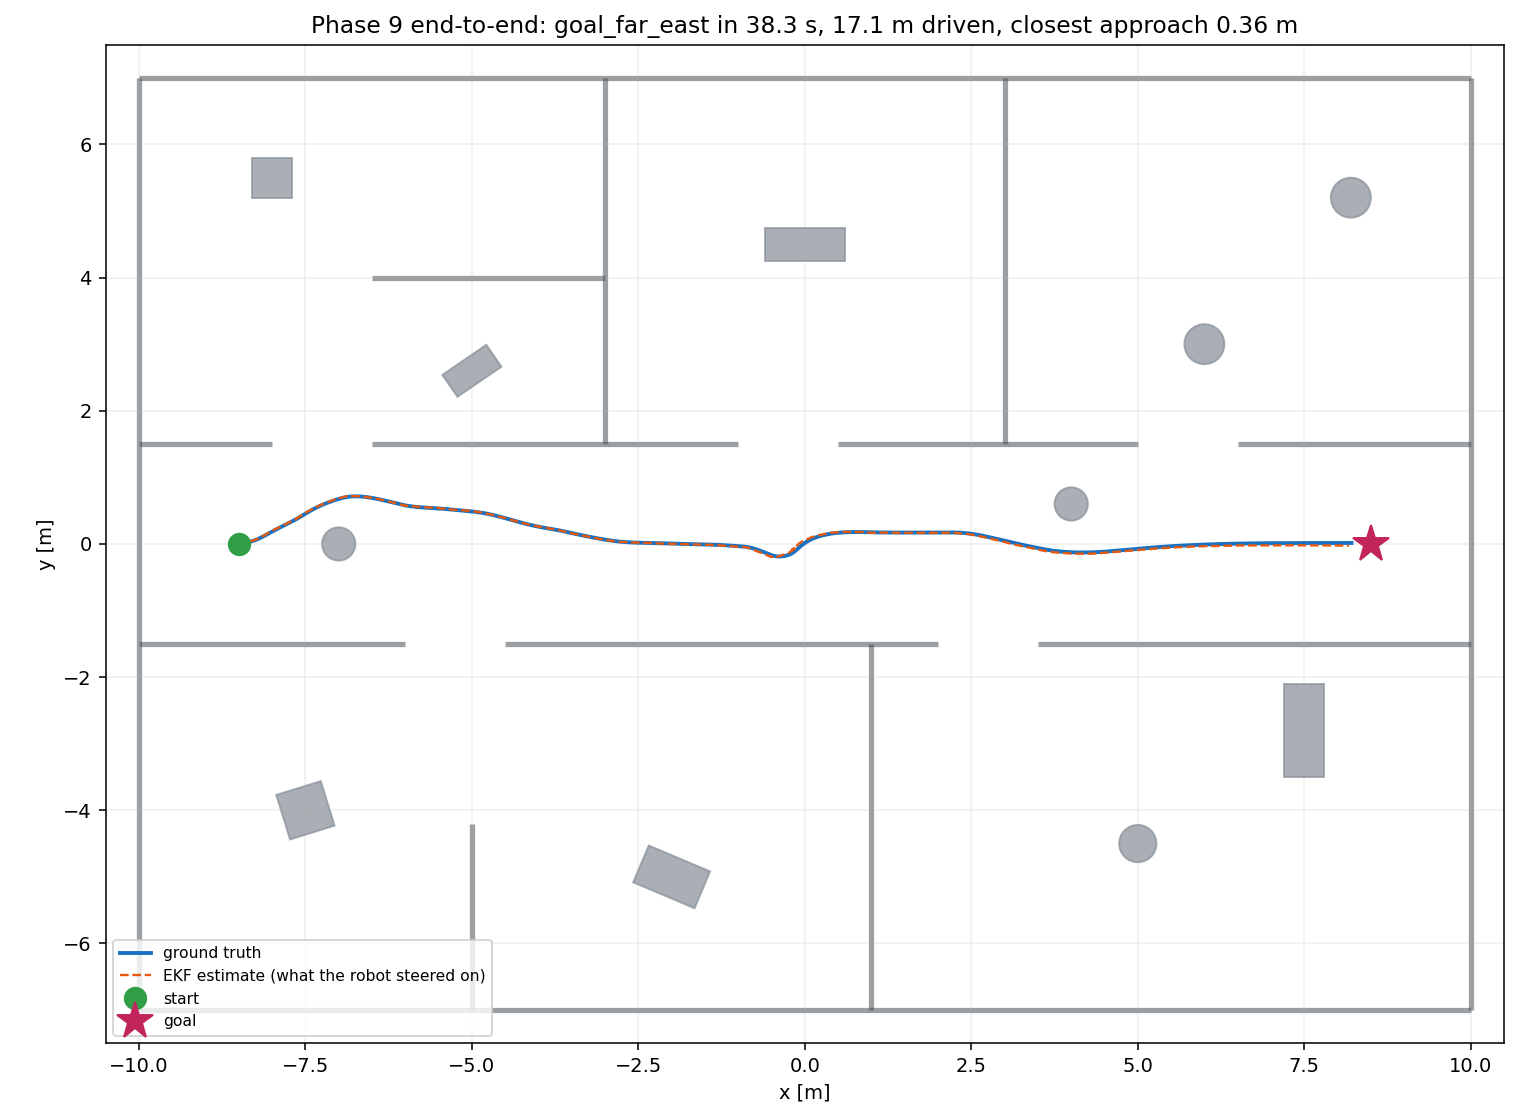 Phase 9 end-to-end: goal_far_east in 38.3 s, 17.1 m driven, closest approach 0.36 m
6
4
2
0
−2
−4
−6
y [m]
ground truth
EKF estimate (what the robot steered on)
start
goal
−10.0 −7.5 −5.0 −2.5 0.0 2.5 5.0 7.5 10.0
x [m]